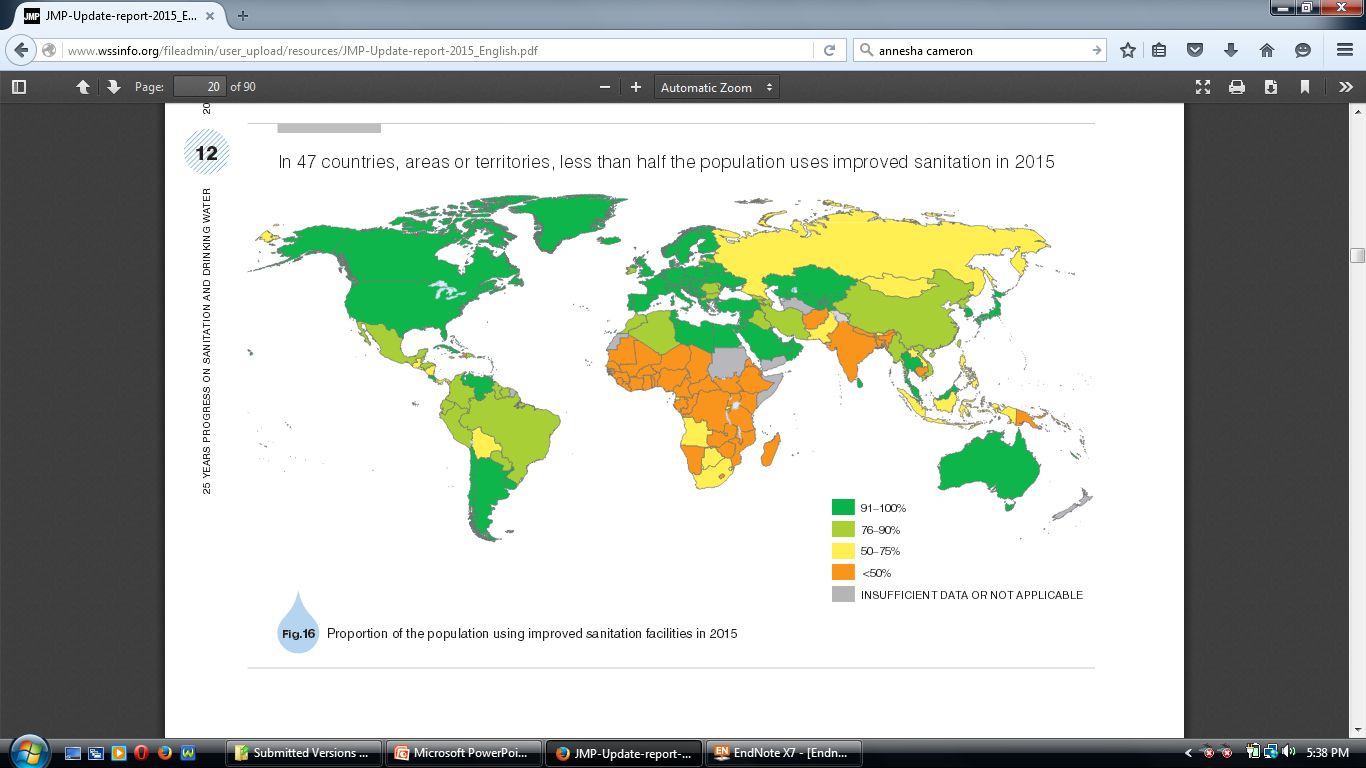 JMP-Update-report-2015_E...
www.wssinfo.org/fileadmin/user_upload/resources/JMP-Update-report-2015_English.pdf
annesha cameron
Page: 20 of 90
Automatic Zoom
20
12
25 YEARS PROGRESS ON SANITATION AND DRINKING WATER
In 47 countries, areas or territories, less than half the population uses improved sanitation in 2015
91–100%
76–90%
50–75%
<50%
INSUFFICIENT DATA OR NOT APPLICABLE
Fig.16 Proportion of the population using improved sanitation facilities in 2015
Submitted Versions ...
Microsoft PowerPoi...
JMP-Update-report-...
EndNote X7 - [Endn...
5:38 PM